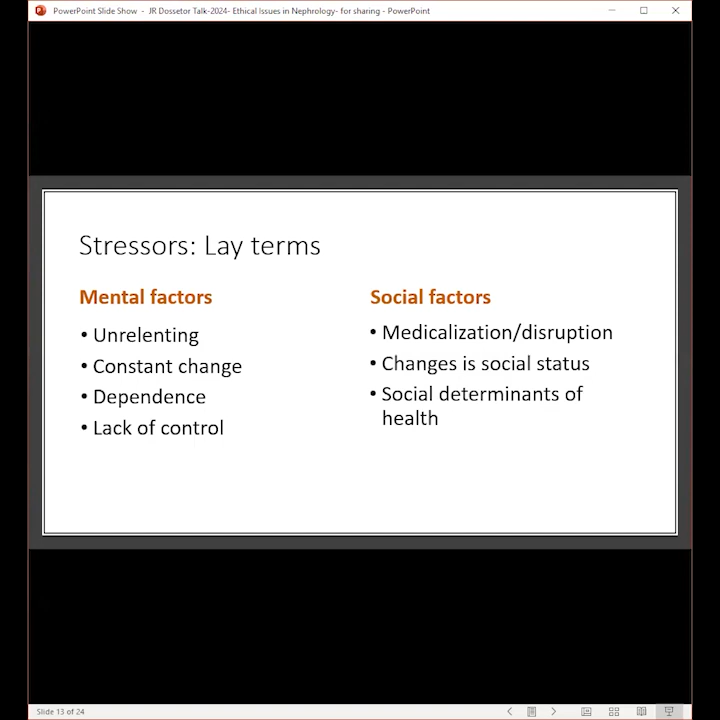 PowerPoint Slide Show - JR Dossetor Talk-2024- Ethical Issues in Nephrology- for sharing - PowerPoint
Stressors: Lay terms
Mental factors
• Unrelenting
• Constant change
• Dependence
• Lack of control
Social factors
• Medicalization/disruption
• Changes is social status
• Social determinants of
health
Slide 13 of 24